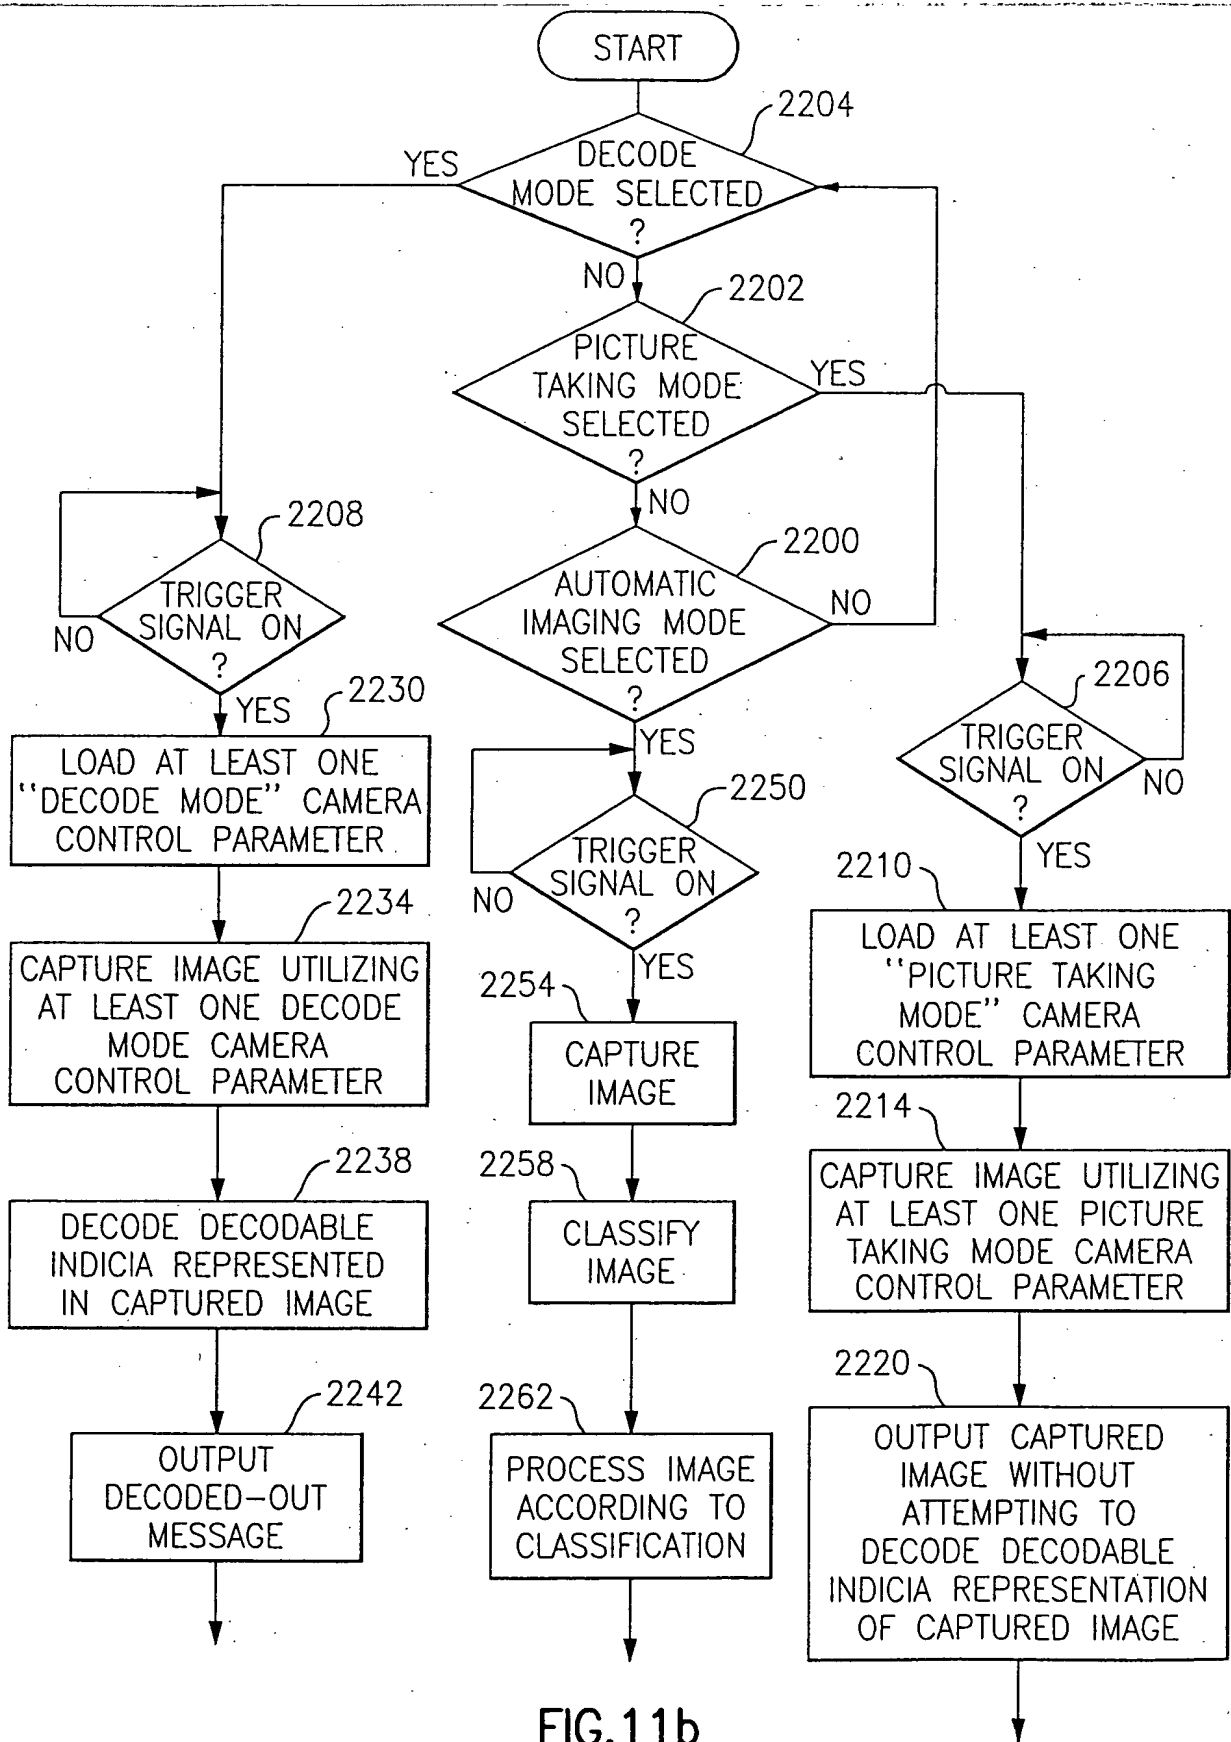 START
2204
YES
DECODE
MODE SELECTED
?
NO
2202
PICTURE
TAKING MODE
SELECTED
?
YES
NO
2208
TRIGGER
SIGNAL ON
?
NO
YES
2200
AUTOMATIC
IMAGING MODE
SELECTED
?
NO
YES
2206
TRIGGER
SIGNAL ON
?
NO
YES
2230
LOAD AT LEAST ONE
"DECODE MODE" CAMERA
CONTROL PARAMETER
2250
TRIGGER
SIGNAL ON
?
NO
YES
2210
LOAD AT LEAST ONE
"PICTURE TAKING
MODE" CAMERA
CONTROL PARAMETER
2234
CAPTURE IMAGE UTILIZING
AT LEAST ONE DECODE
MODE CAMERA
CONTROL PARAMETER
2254
CAPTURE
IMAGE
2214
CAPTURE IMAGE UTILIZING
AT LEAST ONE PICTURE
TAKING MODE CAMERA
CONTROL PARAMETER
2238
DECODE DECODABLE
INDICIA REPRESENTED
IN CAPTURED IMAGE
2258
CLASSIFY
IMAGE
2220
OUTPUT CAPTURED
IMAGE WITHOUT
ATTEMPTING TO
DECODE DECODABLE
INDICIA REPRESENTATION
OF CAPTURED IMAGE
2242
OUTPUT
DECODED-OUT
MESSAGE
2262
PROCESS IMAGE
ACCORDING TO
CLASSIFICATION
FIG.11b